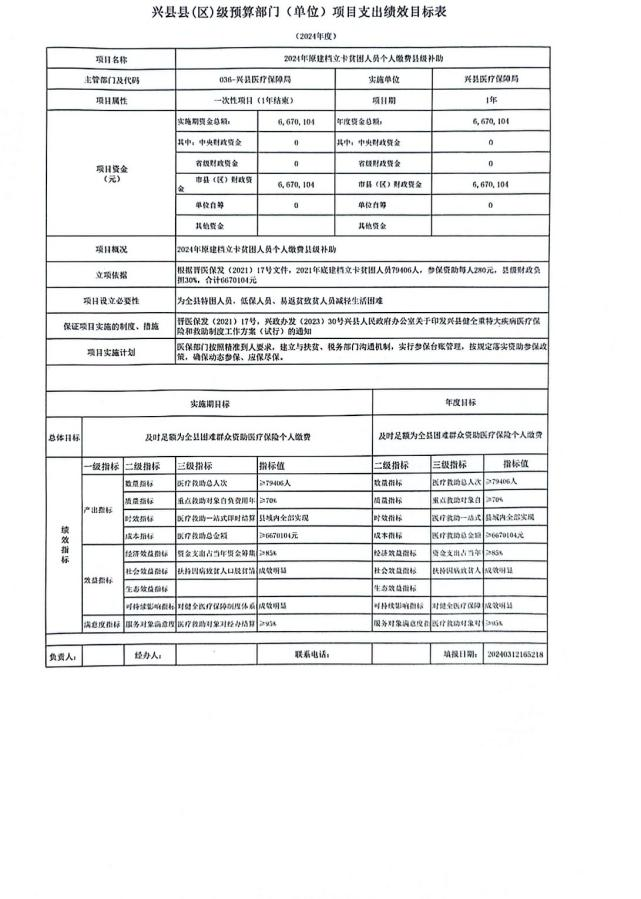 兴县县(区)级预算部门（单位）项目支出绩效目标表
（2024年度）
项目名称 2024年原建档立卡贫困人员个人缴费县级补助
主管部门及代码 036-兴县医疗保障局 实施单位 兴县医疗保障局
项目属性 一次性项目（1年结束） 项目期 1年
项目资金（元）
实施期资金总额： 6,670,104 年度资金总额： 6,670,104
其中：中央财政资金 0 其中：中央财政资金 0
省级财政资金 0 省级财政资金 0
市县（区）财政资金 6,670,104 市县（区）财政资金 6,670,104
单位自筹 0 单位自筹 0
其他资金 其他资金
项目概况 2024年原建档立卡贫困人员个人缴费县级补助
立项依据 根据晋医保发（2021）17号文件，2021年底建档立卡贫困人员79406人，参保资助每人280元，县级财政负
担30%，合计6670104元
项目设立必要性 为全县特困人员、低保人员、易返贫致贫人员减轻生活困难
保证项目实施的制度、措施 晋医保发（2021）17号，兴政办发（2023）30号兴县人民政府办公室关于印发兴县健全重特大疾病医疗保
险和救助制度工作方案（试行）的通知
项目实施计划 医保部门按照精准到人要求，建立与扶贫、税务部门沟通机制，实行参保台账管理，按规定落实资助参保政
策，确保动态参保、应保尽保。
实施期目标 年度目标
总体目标 及时足额为全县困难群众资助医疗保险个人缴费 及时足额为全县困难群众资助医疗保险个人缴费
绩效指标
一级指标 二级指标 三级指标 指标值 二级指标 三级指标 指标值
产出指标
数量指标 医疗救助总人次 ≥79406人 数量指标 医疗救助总人次 ≥79406人
质量指标 重点救助对象自负费用年 ≥70% 质量指标 重点救助对象自 ≥70%
时效指标 医疗救助一站式即时结算 县域内全部实现 时效指标 医疗救助一站式 县域内全部实现
成本指标 医疗救助总金额 ≥6670104元 成本指标 医疗救助总金额 ≥6670104元
效益指标
经济效益指标 资金支出占当年资金筹集 ≥85% 经济效益指标 资金支出占当年 ≥85%
社会效益指标 扶持因病致贫人口脱贫情 成效明显 社会效益指标 扶持因病致贫人 成效明显
生态效益指标 生态效益指标
可持续影响指标 对健全医疗保障制度体系 成效明显 可持续影响指标 对健全医疗保障 成效明显
满意度指标 服务对象满意度 医疗救助对象对经办结算 ≥95% 服务对象满意度指 医疗救助对象对 ≥95%
负责人： 经办人： 联系电话： 填报日期： 20240312165218